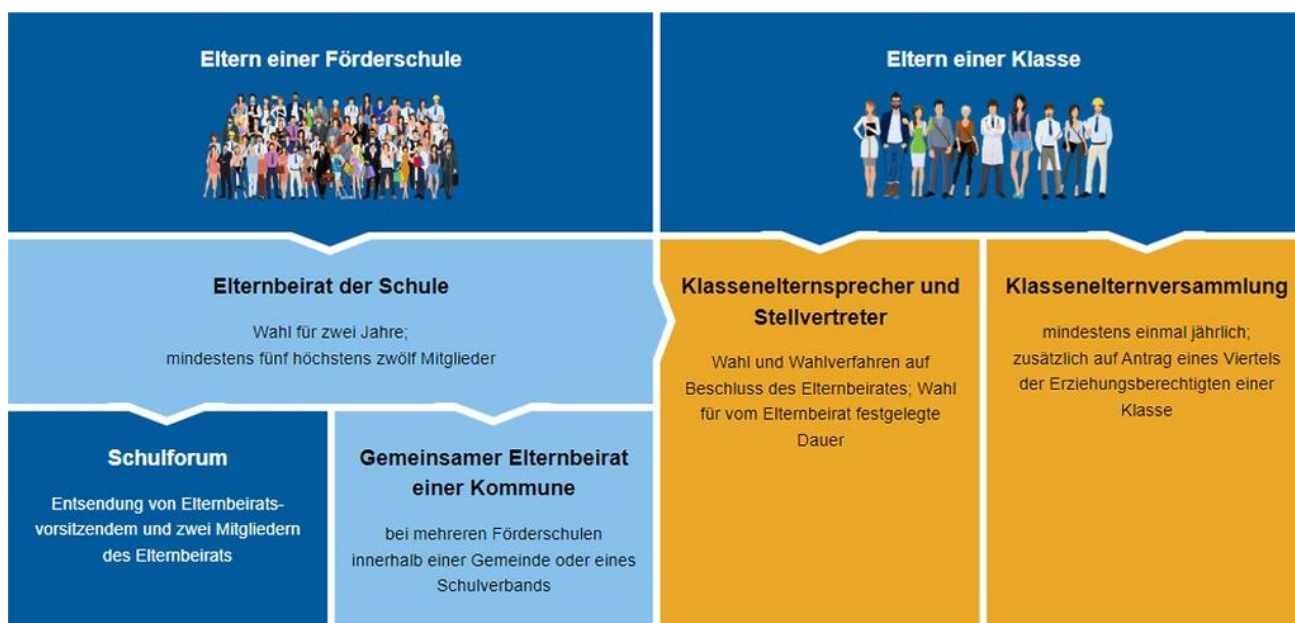 Eltern einer Förderschule
Eltern einer Klasse
Elternbeirat der Schule
Wahl für zwei Jahre;
mindestens fünf höchstens zwölf Mitglieder
Schulforum
Entsendung von Elternbeirats-
vorsitzendem und zwei Mitgliedern
des Elternbeirats
Gemeinsamer Elternbeirat
einer Kommune
bei mehreren Förderschulen
innerhalb einer Gemeinde oder eines
Schulverbands
Klassenelternsprecher und
Stellvertreter
Wahl und Wahlverfahren auf
Beschluss des Elternbeirates; Wahl
für vom Elternbeirat festgelegte
Dauer
Klassenelternversammlung
mindestens einmal jährlich;
zusätzlich auf Antrag eines Viertels
der Erziehungsberechtigten einer
Klasse